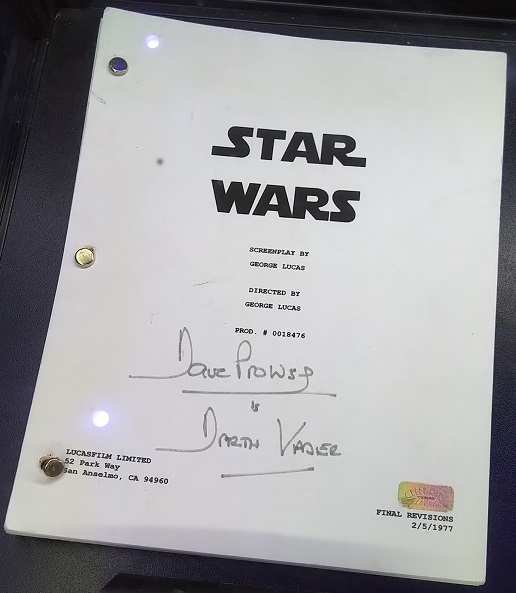 STAR
WARS
SCREENPLAY BY
GEORGE LUCAS
DIRECTED BY
GEORGE LUCAS
PROD. # 0018476
Dave Prowse
is
Darth Vader
LUCASFILM LIMITED
52 Park Way
San Anselmo, CA 94960
FINAL REVISIONS
2/5/1977